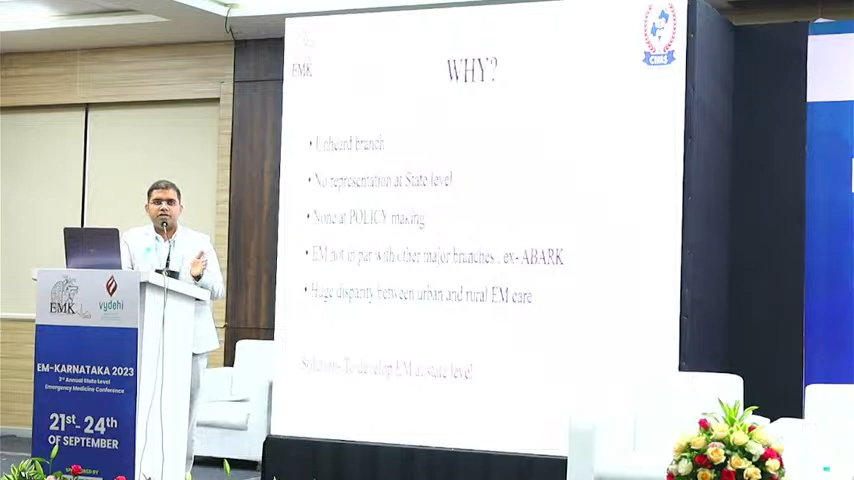 EMK
WHY?
• Unheard branch
• No representation at State level
• None at POLICY making
• EM not in par with other major branches , ex- ABARK
• Huge disparity between urban and rural EM care
Solution- To develop EM at state level
EMK
vydehi
EM-KARNATAKA 2023
3rd Annual State Level
Emergency Medicine Conference
21st - 24th
OF SEPTEMBER